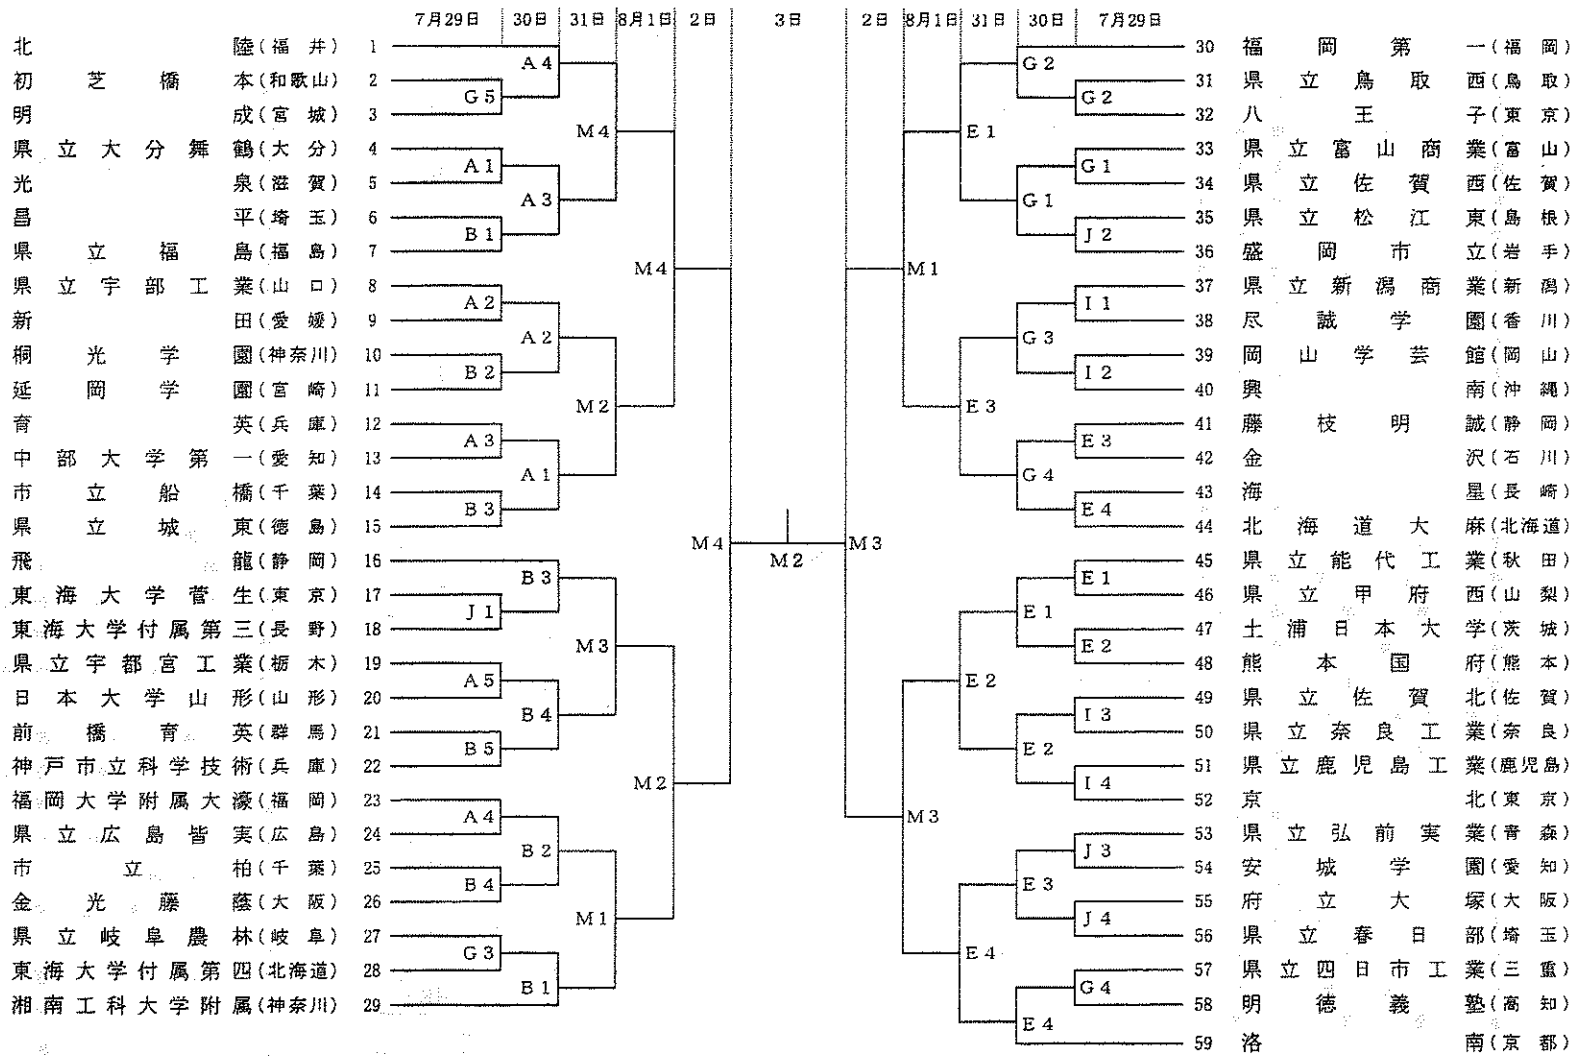 7月29日 30日 31日 8月1日 2日 3日 2日 8月1日 31日 30日 7月29日
北陸(福井) 1
初芝橋本(和歌山) 2
明成(宮城) 3
県立大分舞鶴(大分) 4
光泉(滋賀) 5
昌平(埼玉) 6
県立福島(福島) 7
県立宇部工業(山口) 8
新田(愛媛) 9
桐光学園(神奈川) 10
延岡学園(宮崎) 11
育英(兵庫) 12
中部大学第一(愛知) 13
市立船橋(千葉) 14
県立城東(徳島) 15
飛龍(静岡) 16
東海大学菅生(東京) 17
東海大学付属第三(長野) 18
県立宇都宮工業(栃木) 19
日本大学山形(山形) 20
前橋育英(群馬) 21
神戸市立科学技術(兵庫) 22
福岡大学附属大濠(福岡) 23
県立広島皆実(広島) 24
市立柏(千葉) 25
金光藤蔭(大阪) 26
県立岐阜農林(岐阜) 27
東海大学付属第四(北海道) 28
湘南工科大学附属(神奈川) 29
A4
G5
M4
A1
A3
B1
M4
A2
A2
B2
M2
A3
A1
B3
M4
B3
J1
M3
A5
B4
B5
M2
A4
B2
B4
M1
G3
B1
M2
M3
G2
G2
E1
G1
G1
J2
M1
I1
G3
I2
E3
E3
G4
E4
E1
E1
E2
E2
I3
E2
I4
M3
J3
E3
J4
E4
G4
E4
30 福岡第一(福岡)
31 県立鳥取西(鳥取)
32 八王子(東京)
33 県立富山商業(富山)
34 県立佐賀西(佐賀)
35 県立松江東(島根)
36 盛岡市立(岩手)
37 県立新潟商業(新潟)
38 尽誠学園(香川)
39 岡山学芸館(岡山)
40 興南(沖縄)
41 藤枝明誠(静岡)
42 金沢(石川)
43 海星(長崎)
44 北海道大麻(北海道)
45 県立能代工業(秋田)
46 県立甲府西(山梨)
47 土浦日本大学(茨城)
48 熊本国府(熊本)
49 県立佐賀北(佐賀)
50 県立奈良工業(奈良)
51 県立鹿児島工業(鹿児島)
52 京北(東京)
53 県立弘前実業(青森)
54 安城学園(愛知)
55 府立大塚(大阪)
56 県立春日部(埼玉)
57 県立四日市工業(三重)
58 明徳義塾(高知)
59 洛南(京都)